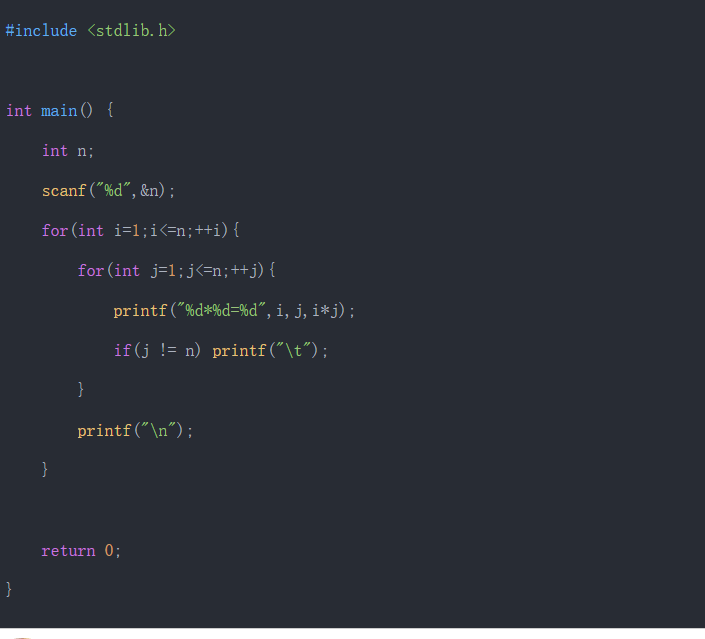 #include <stdlib.h>
int main() {
    int n;
    scanf("%d",&n);
    for(int i=1;i<=n;++i){
        for(int j=1;j<=n;++j){
            printf("%d*%d=%d",i,j,i*j);
            if(j != n) printf("\t");
        }
        printf("\n");
    }
    return 0;
}